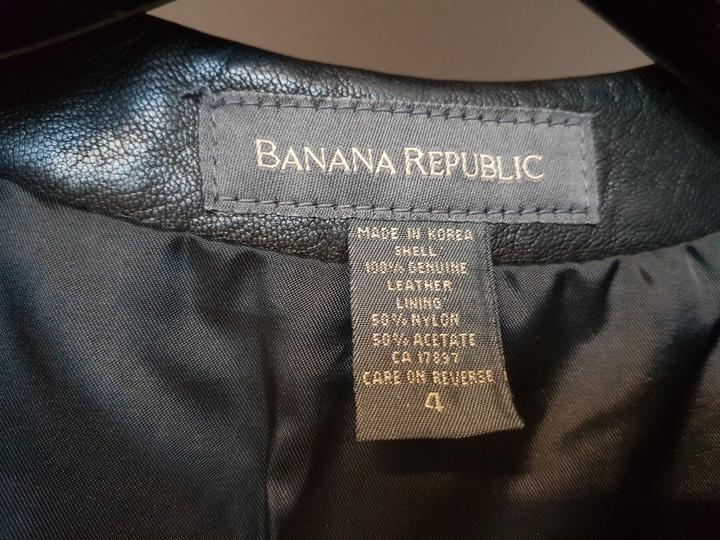 BANANA REPUBLIC
MADE IN KOREA
SHELL
100% GENUINE
LEATHER
LINING
50% NYLON
50% ACETATE
CA 17897
CARE ON REVERSE
4